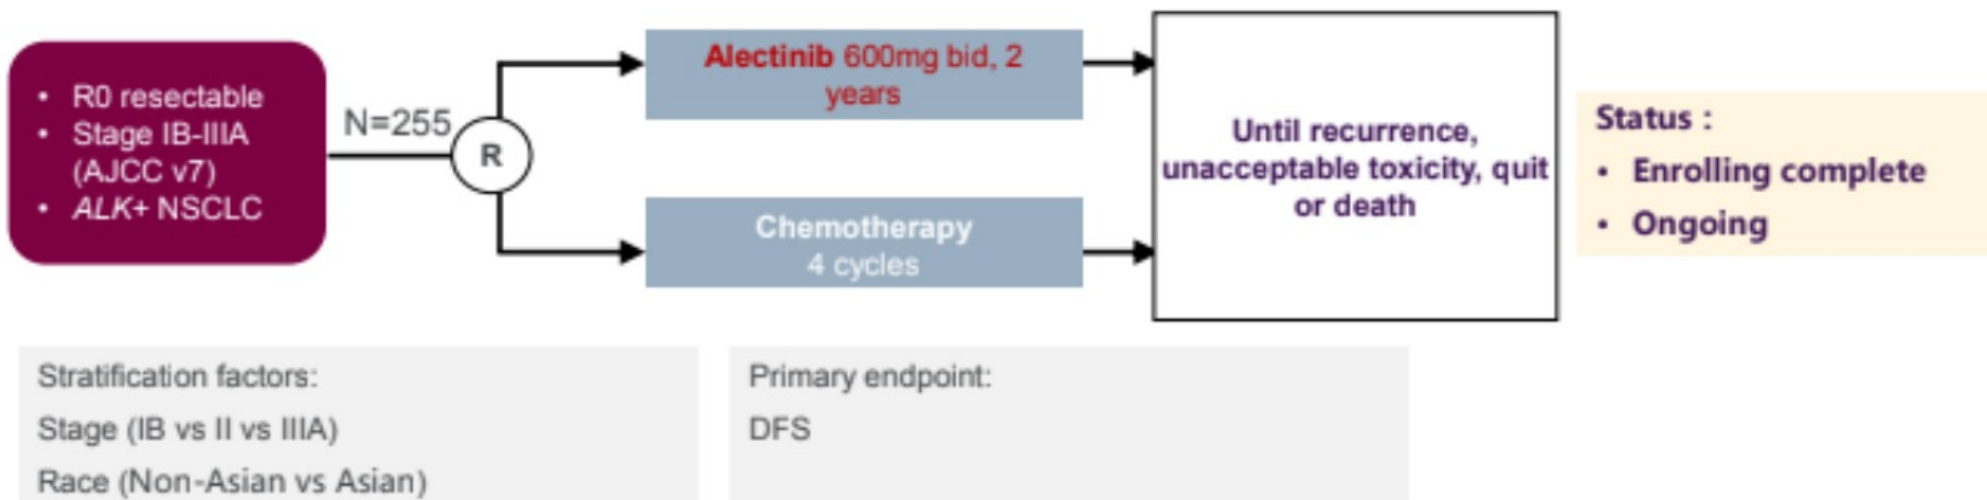 • R0 resectable
• Stage IB-IIIA
(AJCC v7)
• ALK+ NSCLC
N=255
R
Alectinib 600mg bid, 2
years
Chemotherapy
4 cycles
Until recurrence,
unacceptable toxicity, quit
or death
Status :
• Enrolling complete
• Ongoing
Stratification factors:
Stage (IB vs II vs IIIA)
Race (Non-Asian vs Asian)
Primary endpoint:
DFS